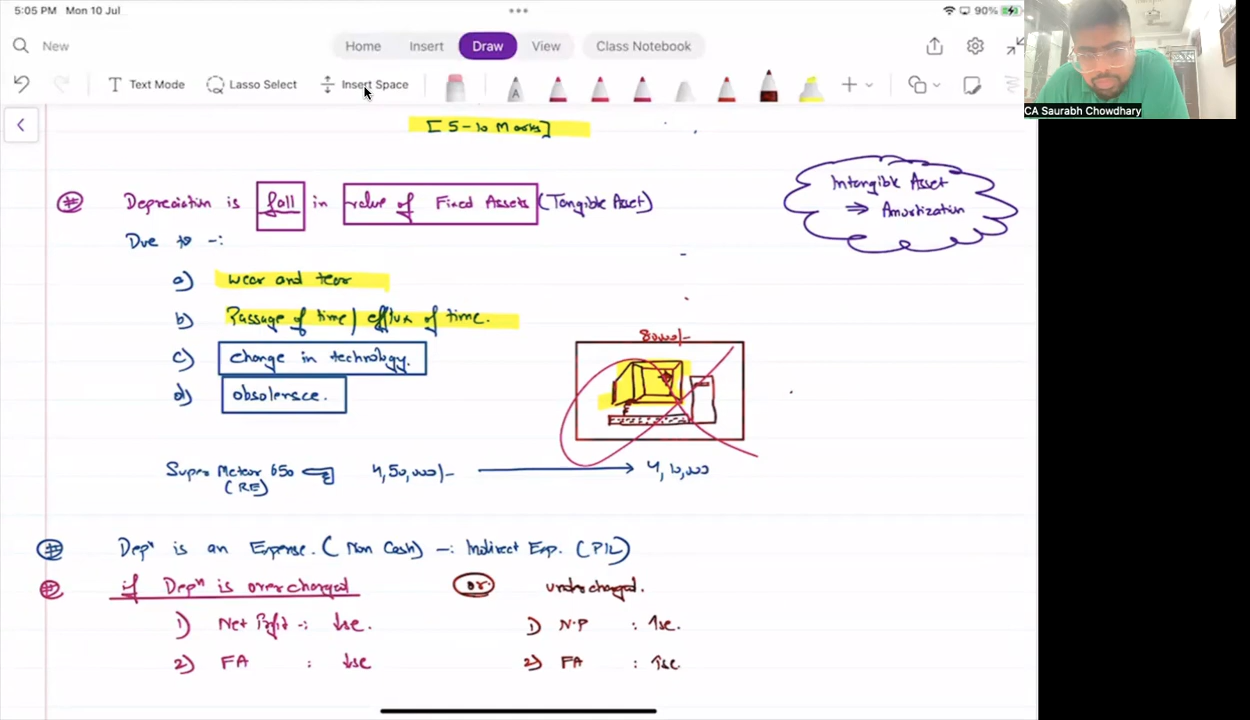 5:05 PM Mon 10 Jul
90%
New
Home Insert Draw View Class Notebook
Text Mode Lasso Select Insert Space
CA Saurabh Chowdhary
[5-10 Marks]
Depreciation is fall in value of Fixed Assets (Tangible Asset)
Intangible Asset
⇒ Amortization
Due to -:
a) wear and tear
b) Passage of time / efflux of time.
c) change in technology.
d) obsolersce.
80000/-
Super Meteor 650 4,50,000/- → 4,10,000
(RE)
Depⁿ is an Expense. (Non Cash) -: Indirect Exp. (P/L)
if Depⁿ is overcharged or undercharged.
1) Net Profit -: ↓se. 1) N.P : ↑se.
2) FA : ↓se 2) FA : ↑se